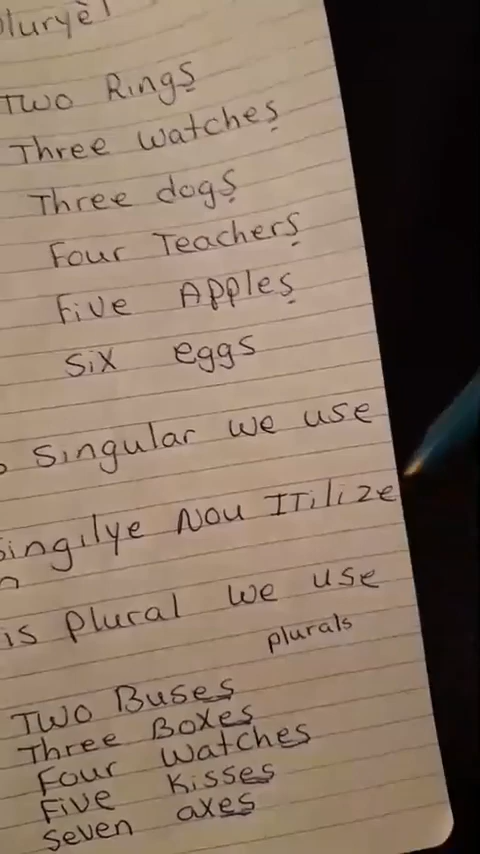 pluryèl
TWO Rings
Three watches
Three dogs
Four Teachers
Five Apples
Six eggs
singular we use
Singilye Nou ITilize
is plural we use
plurals
TWO Buses
Three Boxes
Four watches
Five Kisses
seven axes